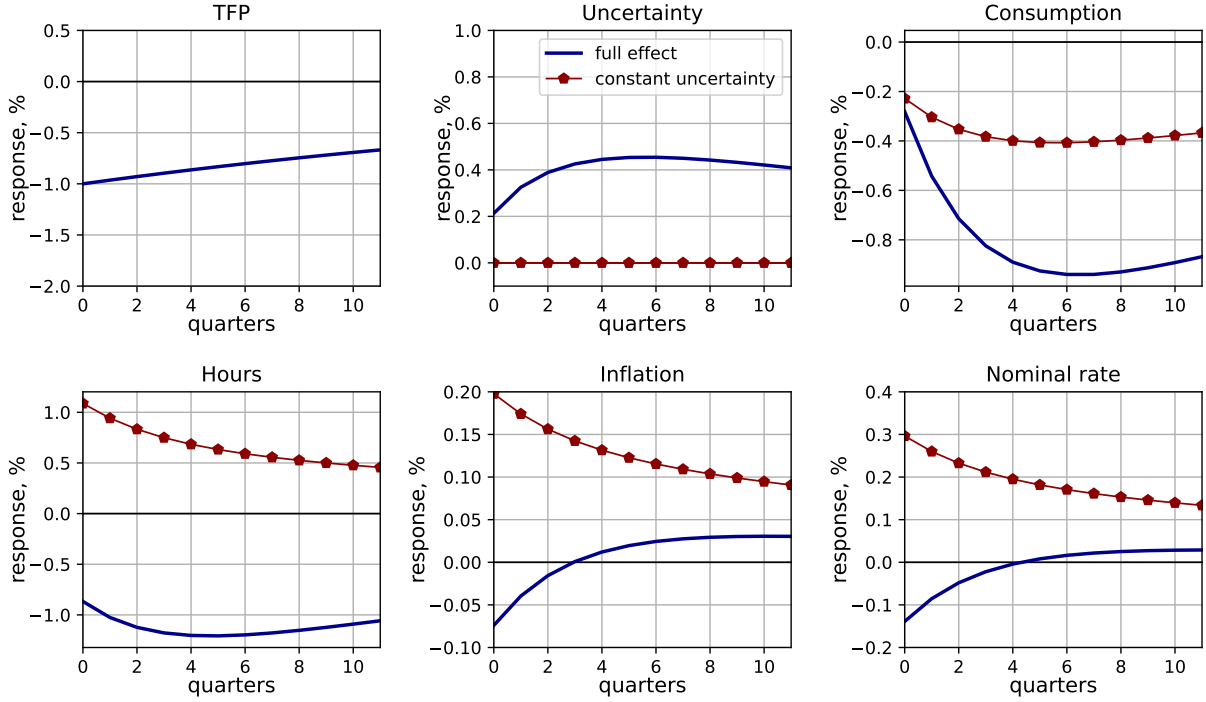 TFP
response, %
0.5
0.0
−0.5
−1.0
−1.5
−2.0
0 2 4 6 8 10
quarters
Uncertainty
response, %
1.0
0.8
0.6
0.4
0.2
0.0
full effect
constant uncertainty
0 2 4 6 8 10
quarters
Consumption
response, %
0.0
−0.2
−0.4
−0.6
−0.8
0 2 4 6 8 10
quarters
Hours
response, %
1.0
0.5
0.0
−0.5
−1.0
0 2 4 6 8 10
quarters
Inflation
response, %
0.20
0.15
0.10
0.05
0.00
−0.05
−0.10
0 2 4 6 8 10
quarters
Nominal rate
response, %
0.4
0.3
0.2
0.1
0.0
−0.1
−0.2
0 2 4 6 8 10
quarters